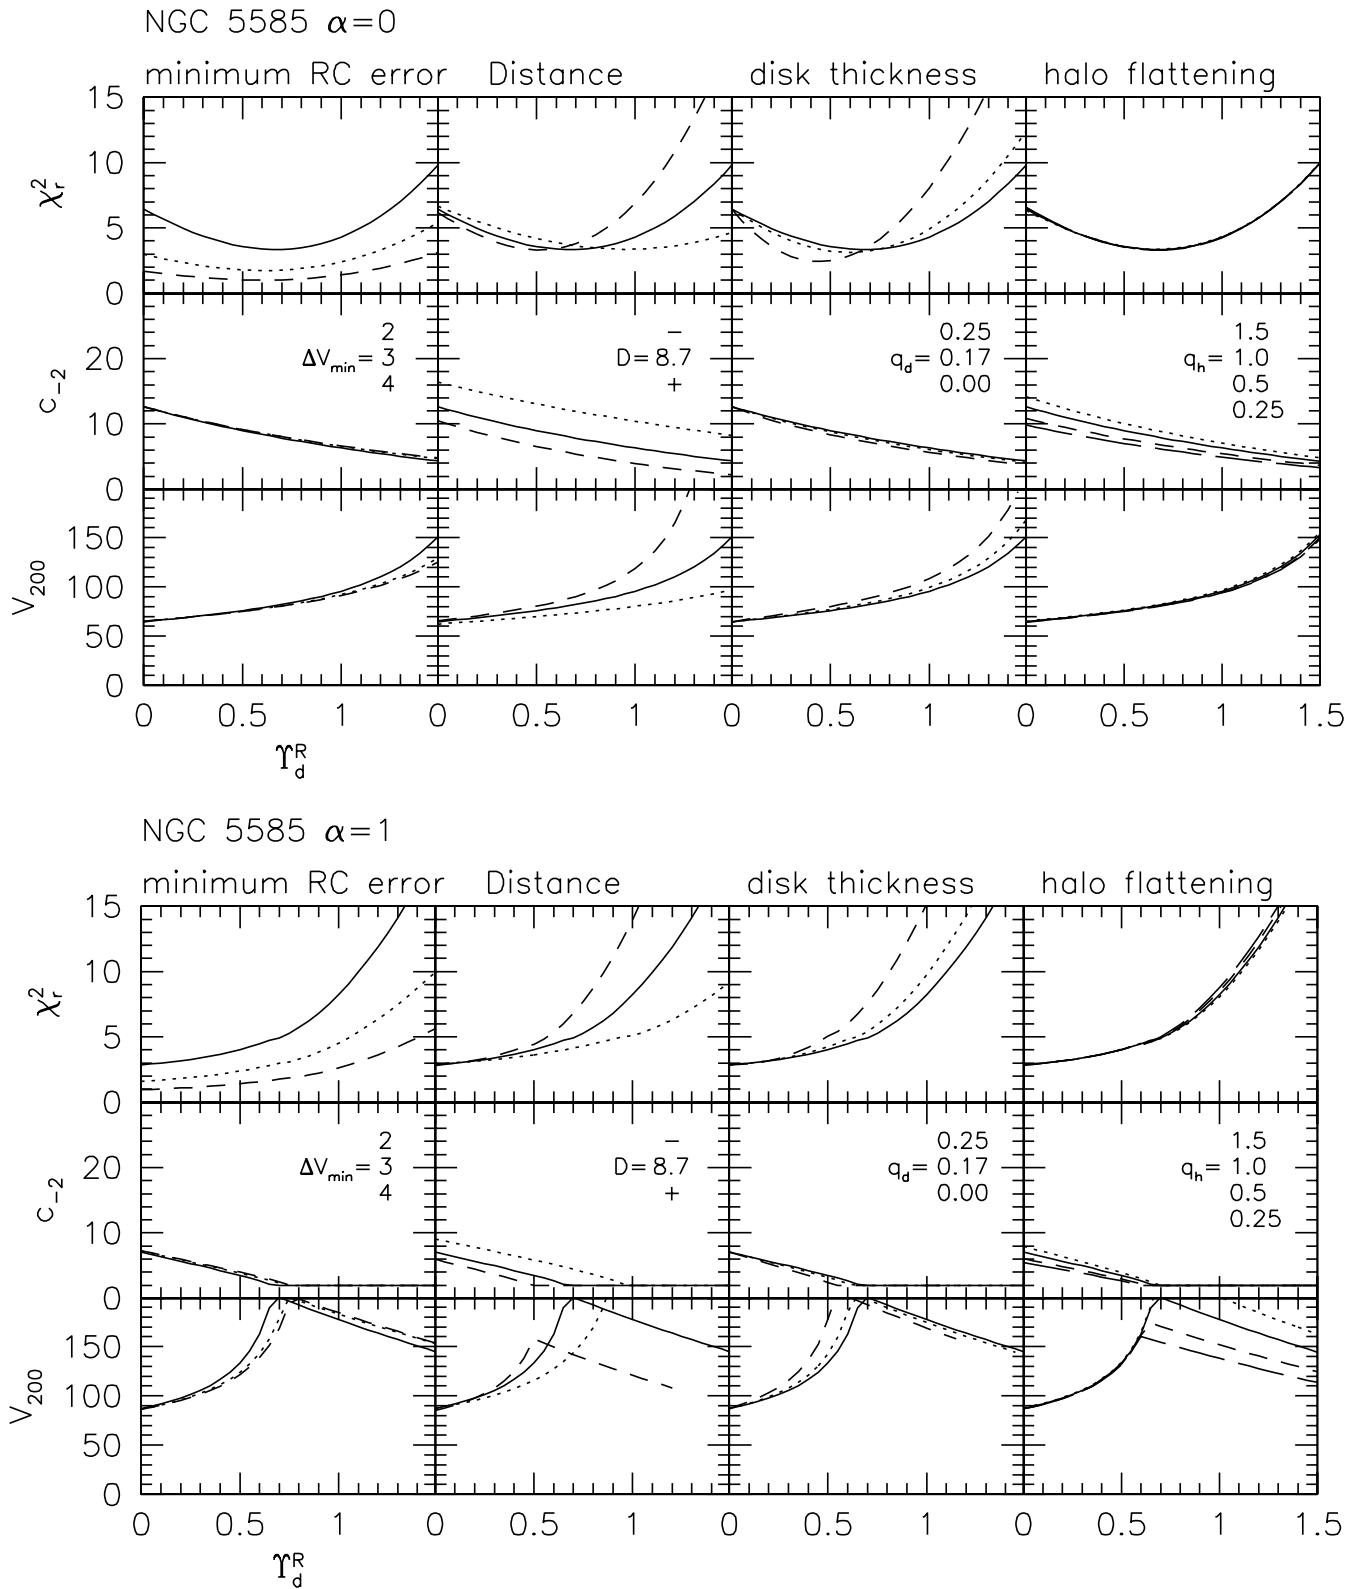 NGC 5585 α=0
minimum RC error Distance disk thickness halo flattening
15
10
χ²ᵣ
5
0
2 − 0.25 1.5
20 ΔVmin= 3 D=8.7 qd= 0.17 qh= 1.0
4 + 0.00 0.5
c−2
10 0.25
0
150
100
V200
50
0
0 0.5 1 0 0.5 1 0 0.5 1 0 0.5 1 1.5
ϒᴿd
NGC 5585 α=1
minimum RC error Distance disk thickness halo flattening
15
10
χ²ᵣ
5
0
2 − 0.25 1.5
20 ΔVmin= 3 D=8.7 qd= 0.17 qh= 1.0
4 + 0.00 0.5
c−2
10 0.25
0
150
100
V200
50
0
0 0.5 1 0 0.5 1 0 0.5 1 0 0.5 1 1.5
ϒᴿd